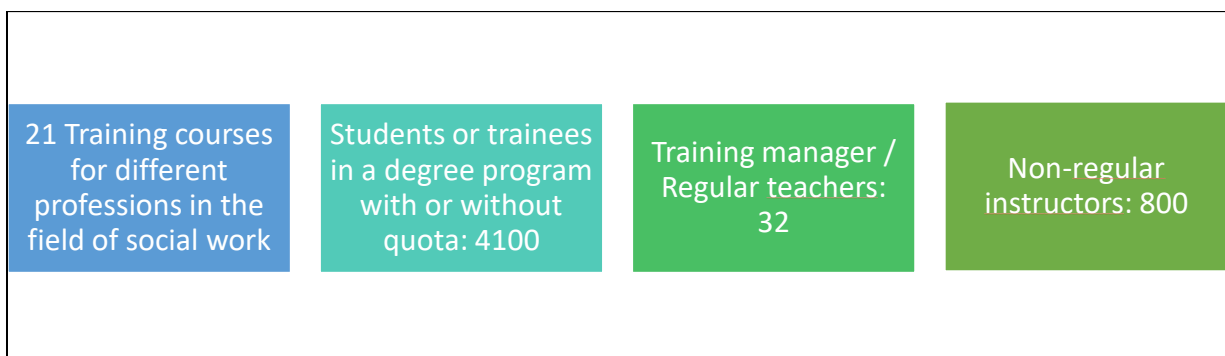 21 Training courses
for different
professions in the
field of social work
Students or trainees
in a degree program
with or without
quota: 4100
Training manager /
Regular teachers:
32
Non-regular
instructors: 800